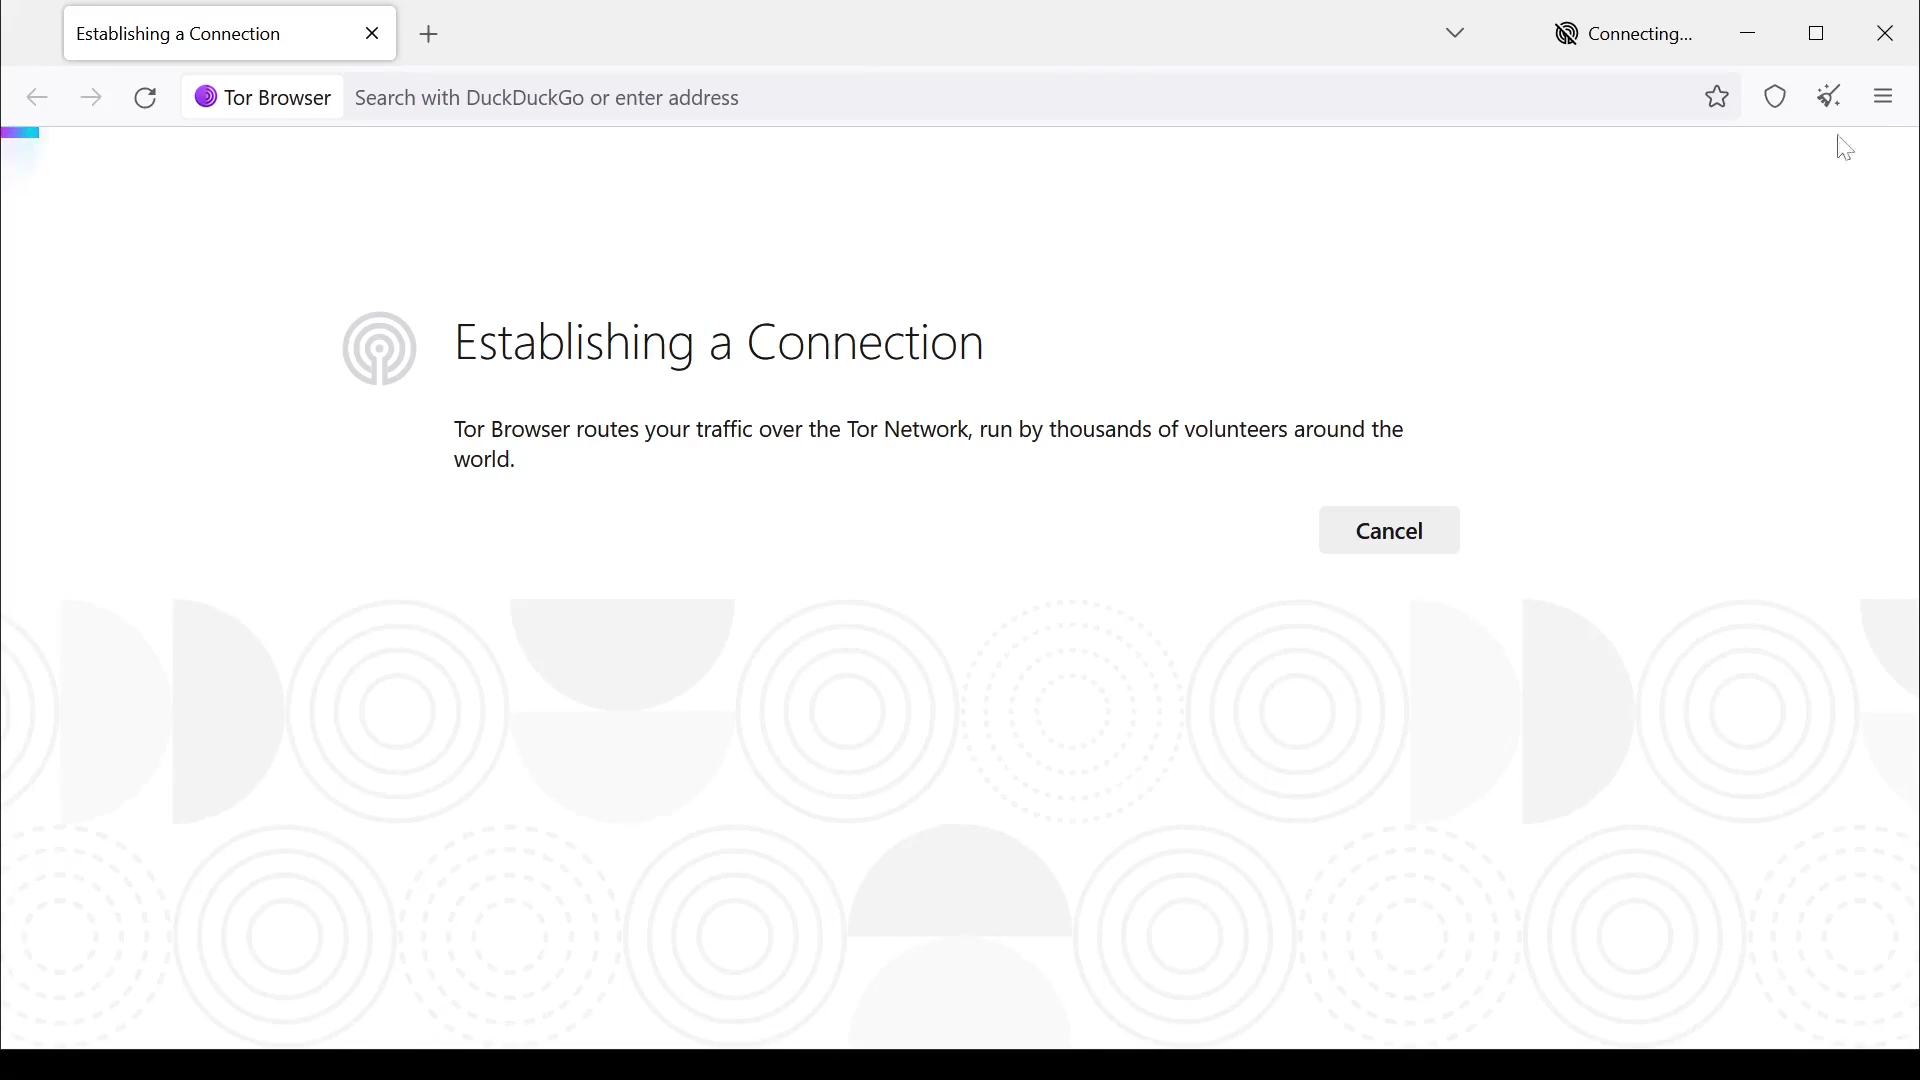 Establishing a Connection
Connecting...
Tor Browser
Search with DuckDuckGo or enter address
Establishing a Connection
Tor Browser routes your traffic over the Tor Network, run by thousands of volunteers around the
world.
Cancel